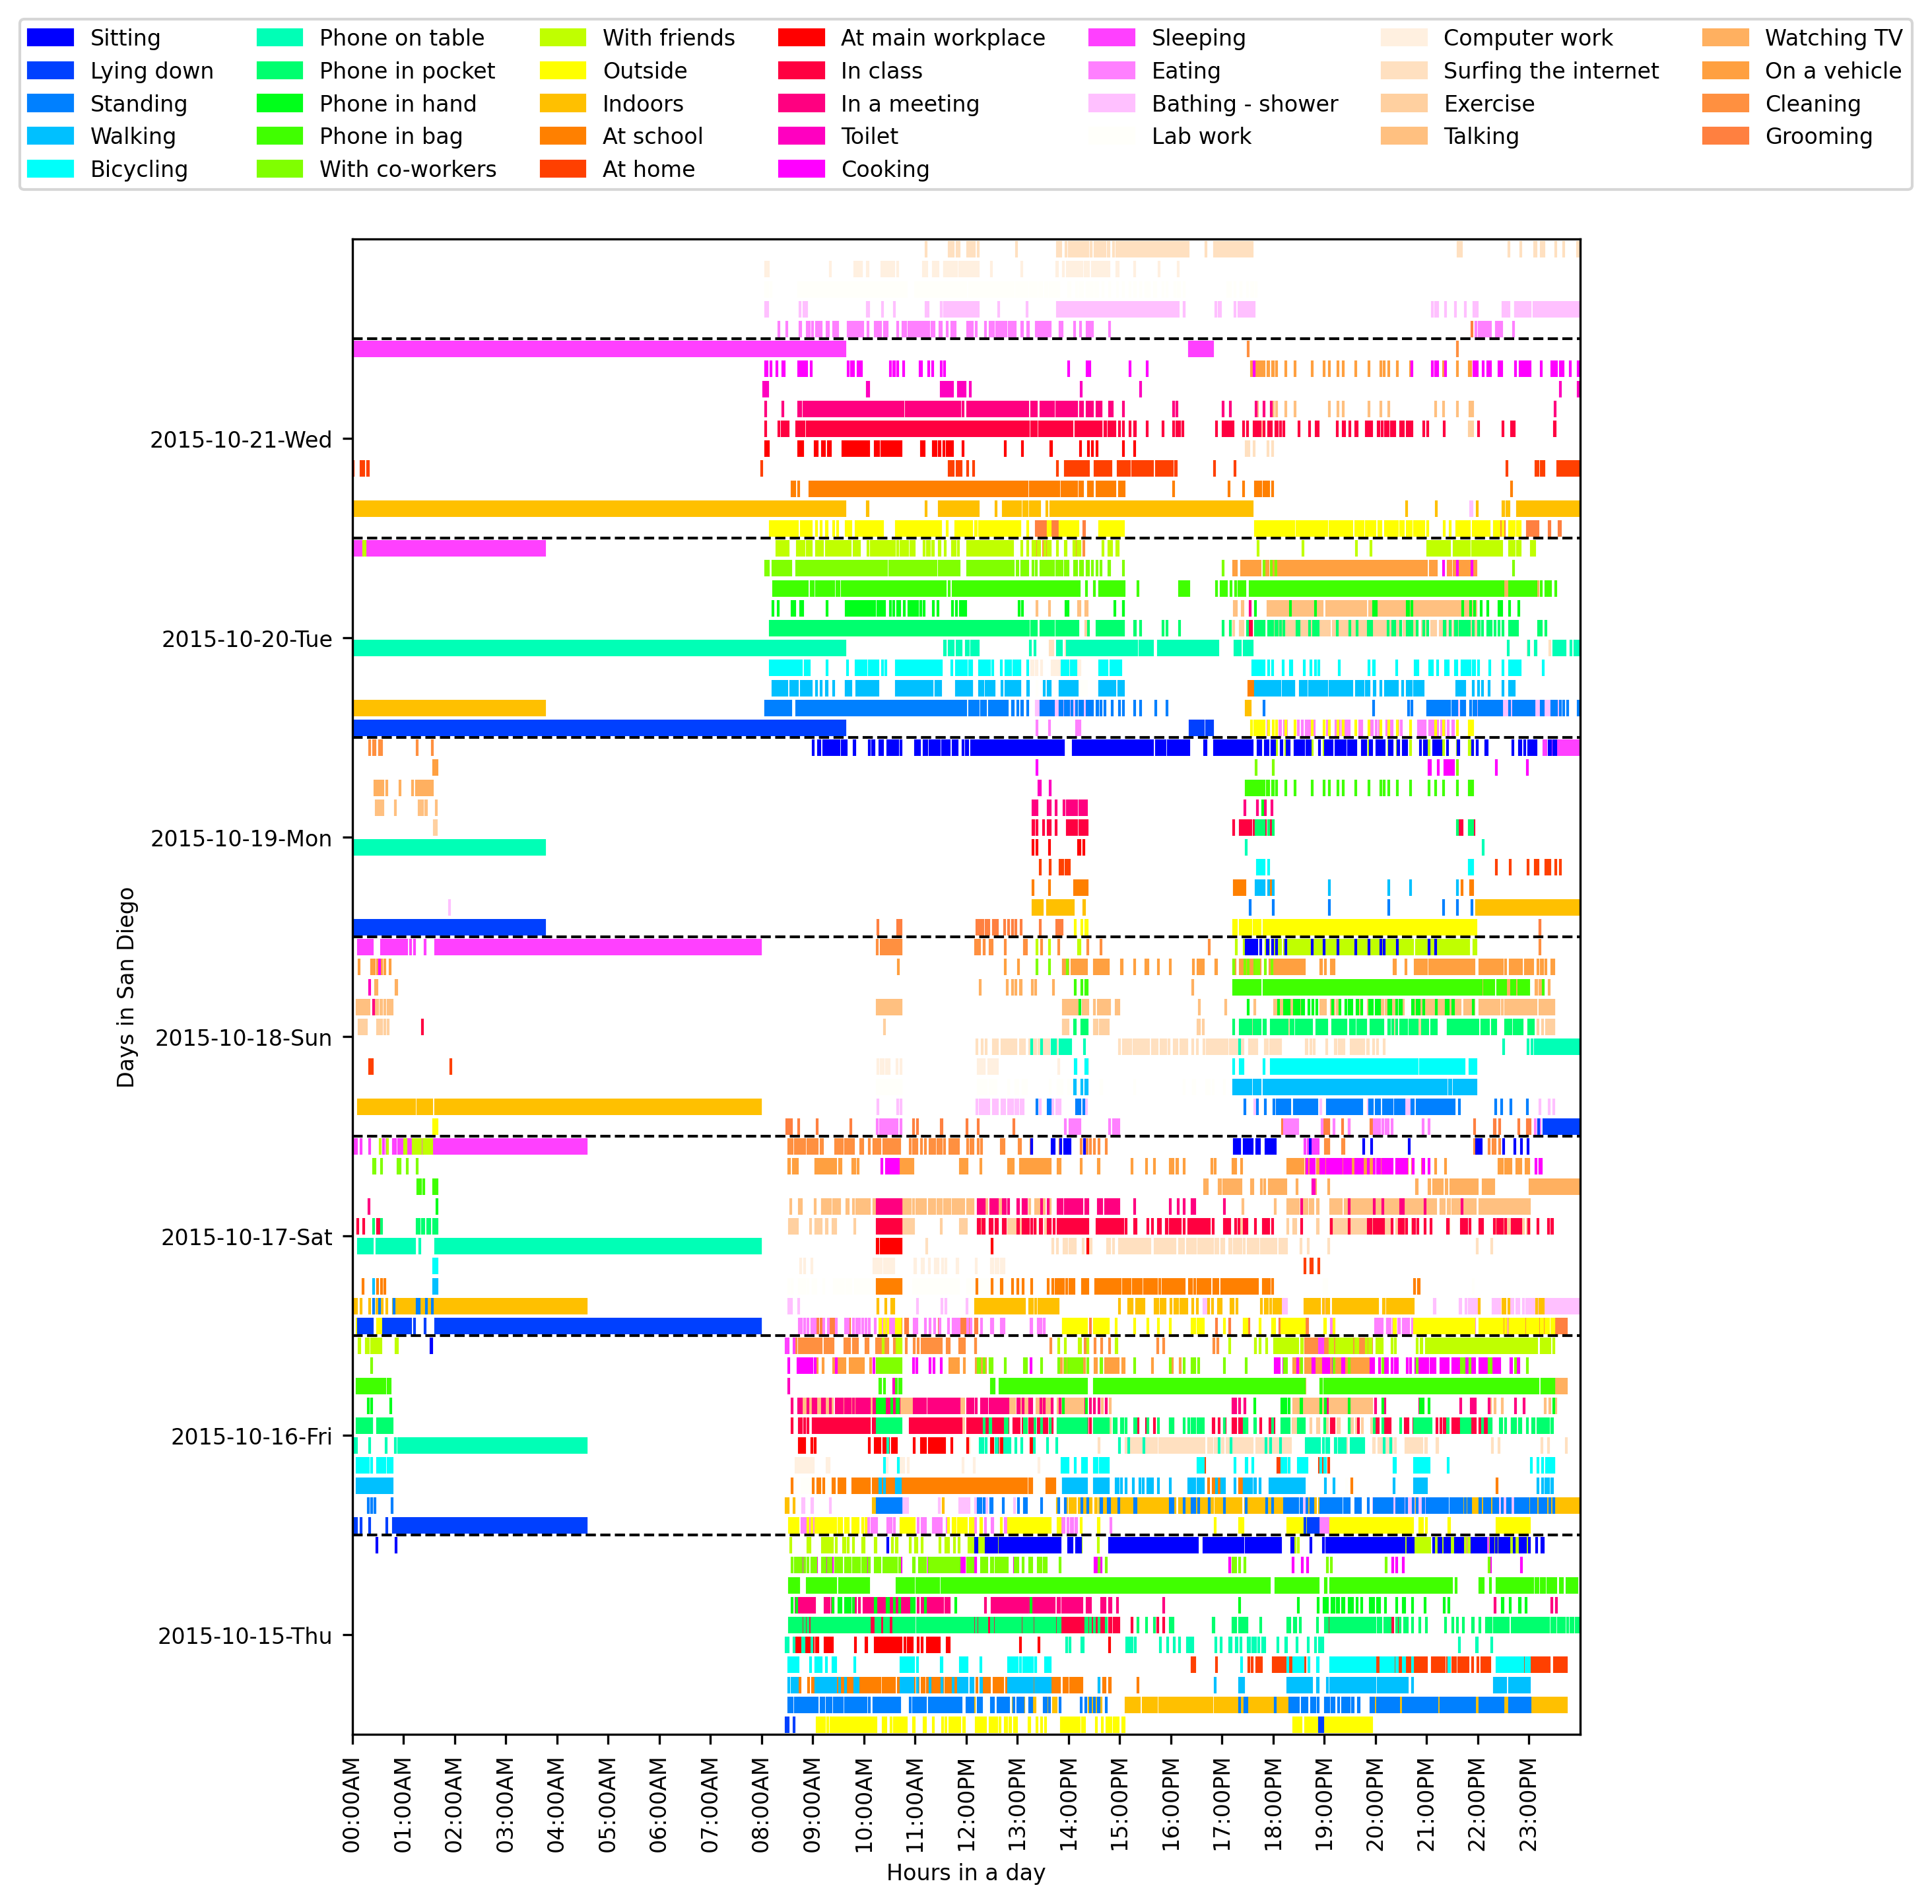 Sitting
Lying down
Standing
Walking
Bicycling
Phone on table
Phone in pocket
Phone in hand
Phone in bag
With co-workers
With friends
Outside
Indoors
At school
At home
At main workplace
In class
In a meeting
Toilet
Cooking
Sleeping
Eating
Bathing - shower
Lab work
Computer work
Surfing the internet
Exercise
Talking
Watching TV
On a vehicle
Cleaning
Grooming
Days in San Diego
2015-10-21-Wed
2015-10-20-Tue
2015-10-19-Mon
2015-10-18-Sun
2015-10-17-Sat
2015-10-16-Fri
2015-10-15-Thu
00:00AM
01:00AM
02:00AM
03:00AM
04:00AM
05:00AM
06:00AM
07:00AM
08:00AM
09:00AM
10:00AM
11:00AM
12:00PM
13:00PM
14:00PM
15:00PM
16:00PM
17:00PM
18:00PM
19:00PM
20:00PM
21:00PM
22:00PM
23:00PM
Hours in a day